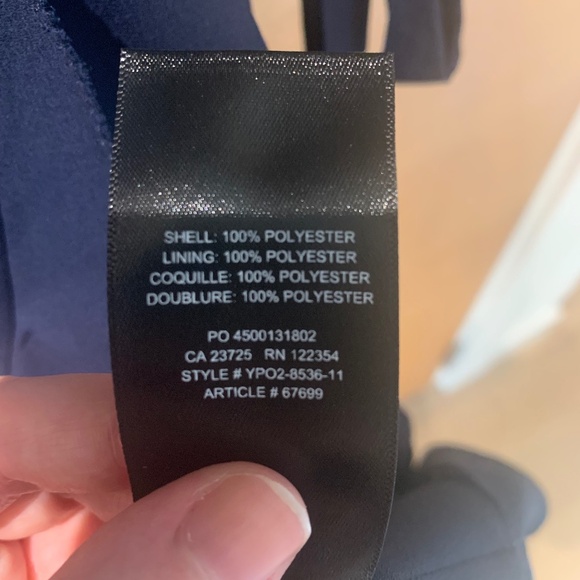 SHELL: 100% POLYESTER
LINING: 100% POLYESTER
COQUILLE: 100% POLYESTER
DOUBLURE: 100% POLYESTER
PO 4500131802
CA 23725 RN 122354
STYLE # YPO2-8536-11
ARTICLE # 67699